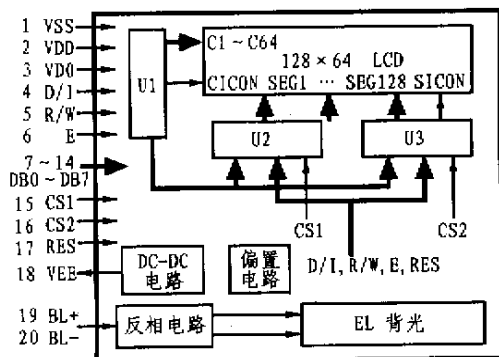 1 VSS
2 VDD
3 VD0
4 D/I
5 R/W
6 E
7~14
DB0~DB7
15 CS1
16 CS2
17 RES
18 VEE
19 BL+
20 BL-
U1
C1~C64
128×64 LCD
CICON SEG1 … SEG128 SICON
U2
U3
CS1
CS2
D/I, R/W, E, RES
DC-DC
电路
偏置
电路
反相电路
EL 背光